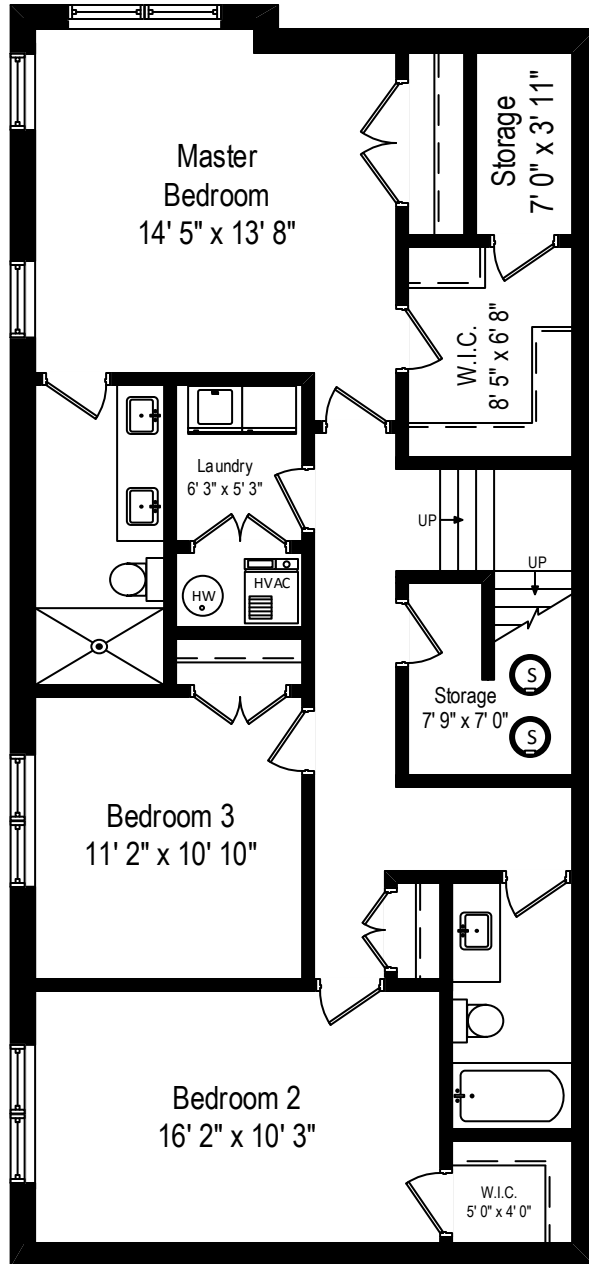 Master
Bedroom
14' 5" x 13' 8"
Storage
7' 0" x 3' 11"
W.I.C.
8' 5" x 6' 8"
Laundry
6' 3" x 5' 3"
UP
HW
HVAC
UP
Storage
7' 9" x 7' 0"
S
S
Bedroom 3
11' 2" x 10' 10"
Bedroom 2
16' 2" x 10' 3"
W.I.C.
5' 0" x 4' 0"